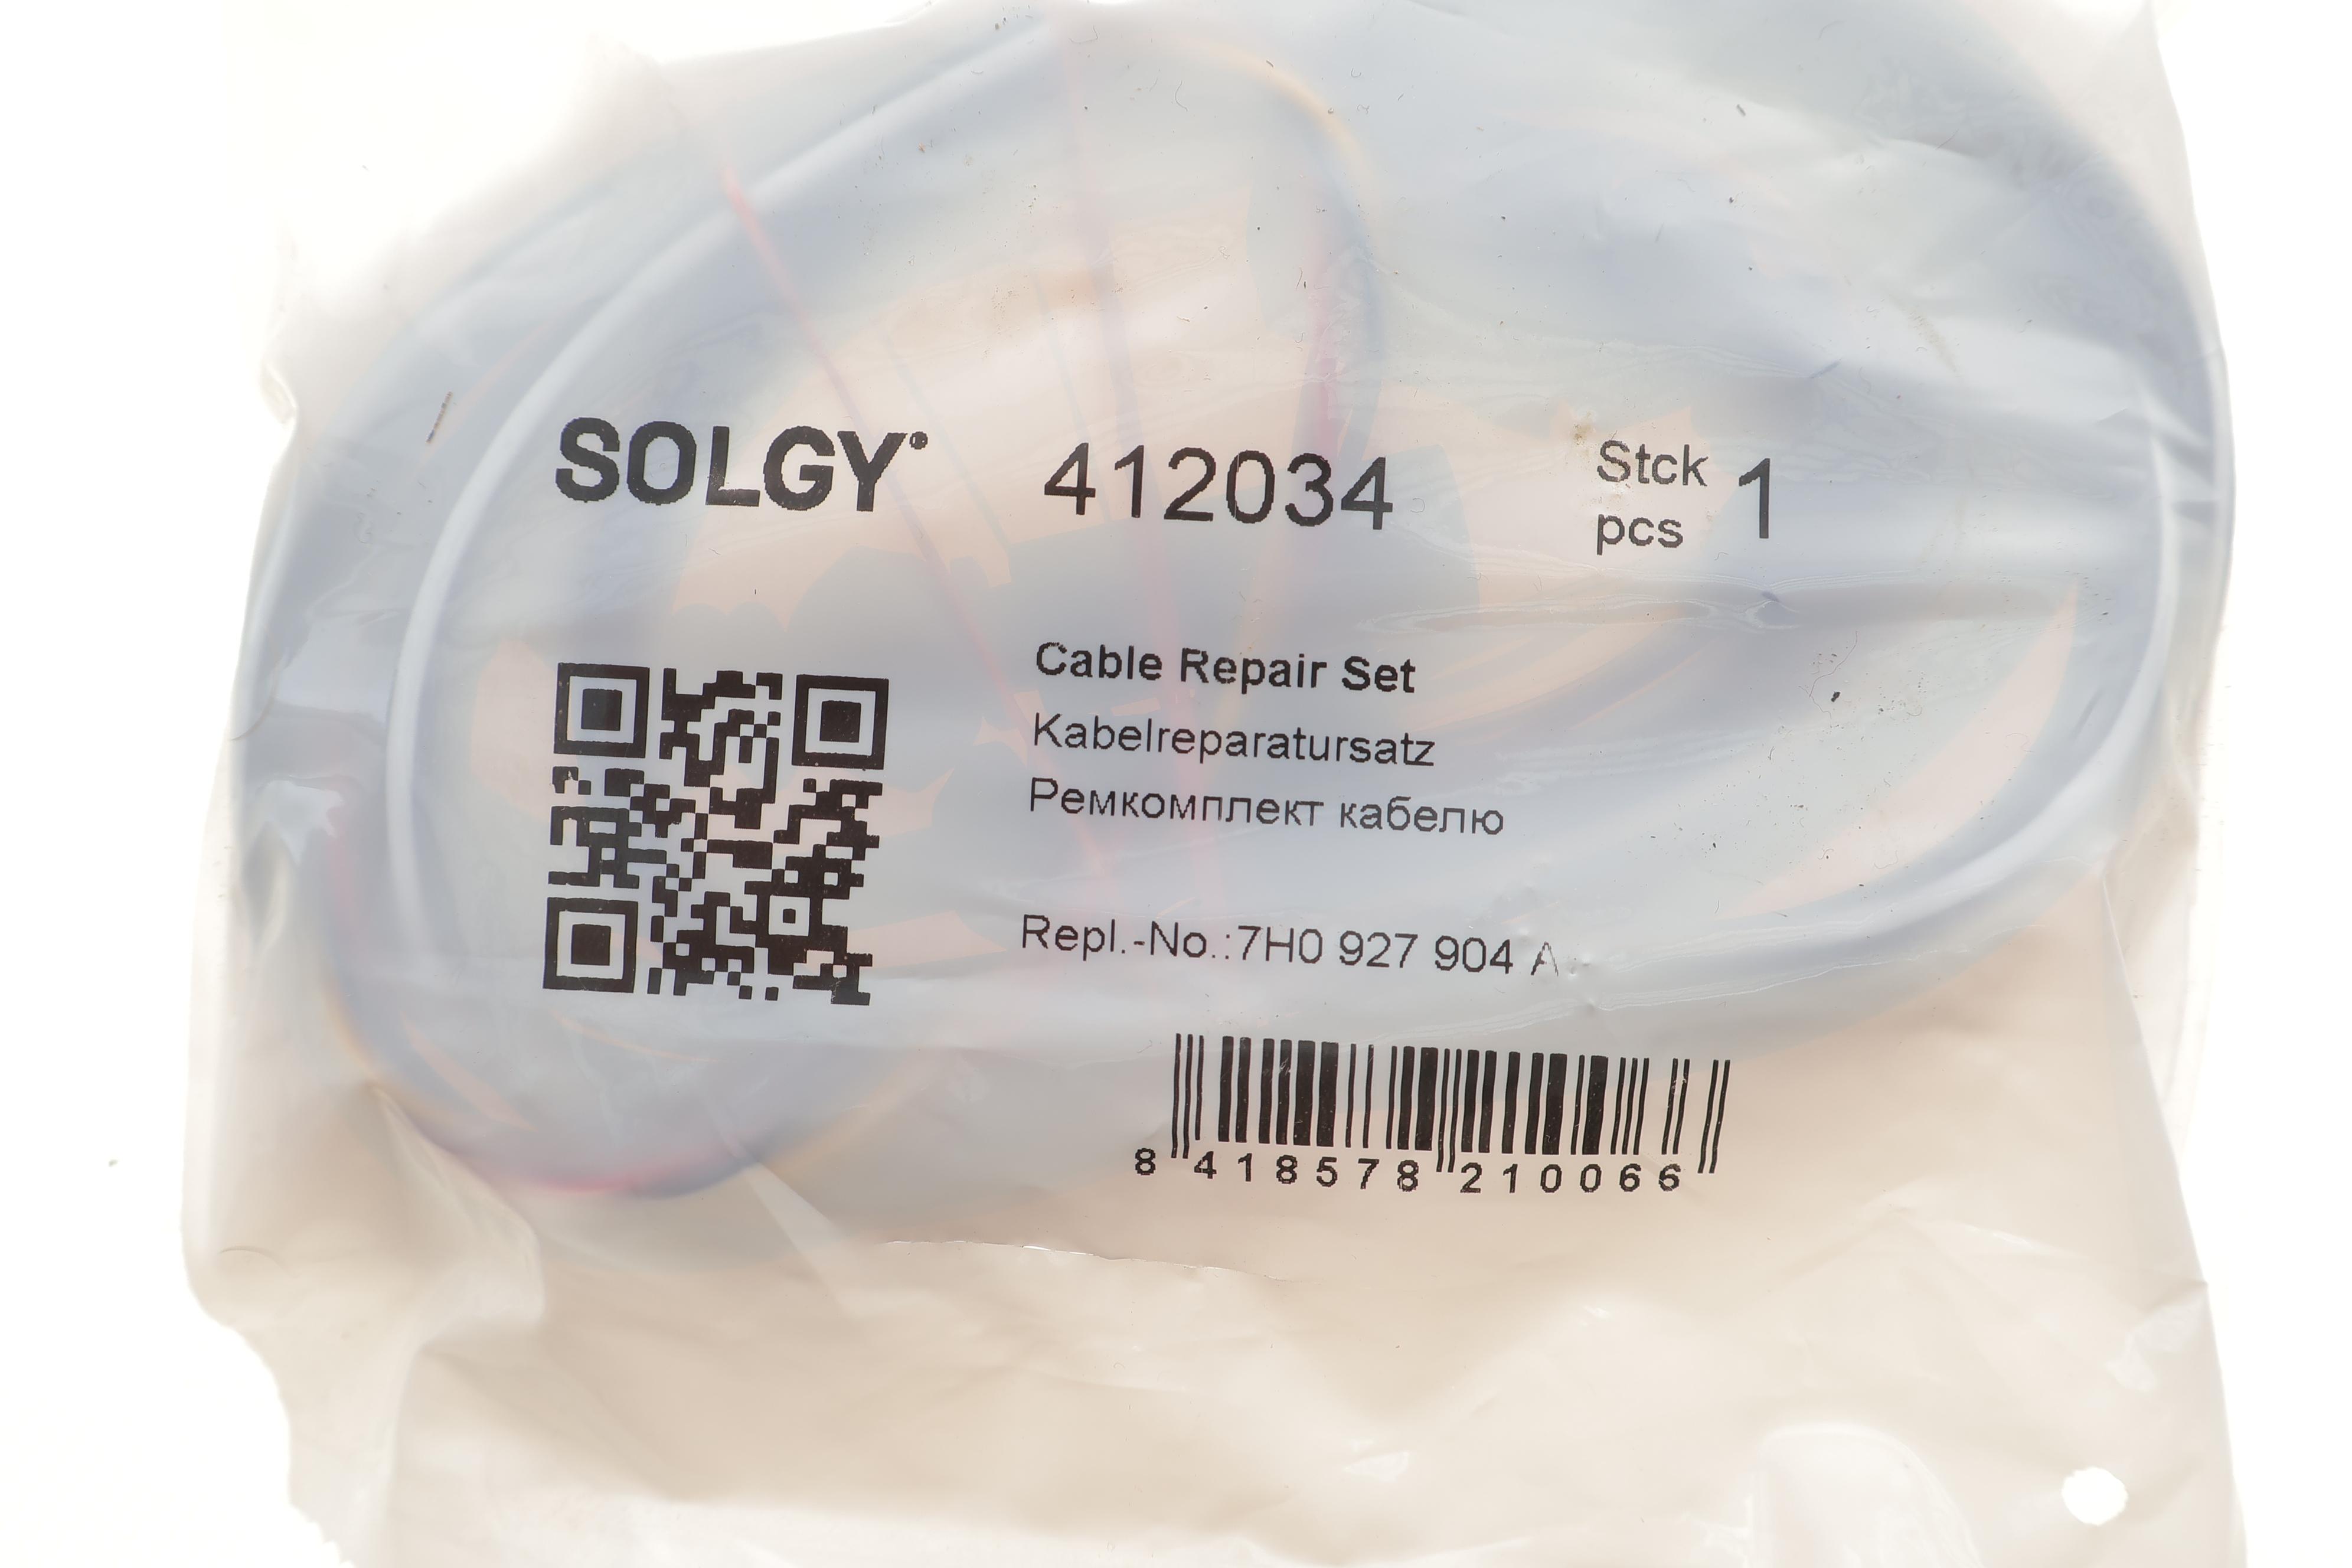 SOLGY 412034 Stck pcs 1
Cable Repair Set
Kabelreparatursatz
Ремкомплект кабелю
Repl.-No.:7H0 927 904 A
8 418578 210066